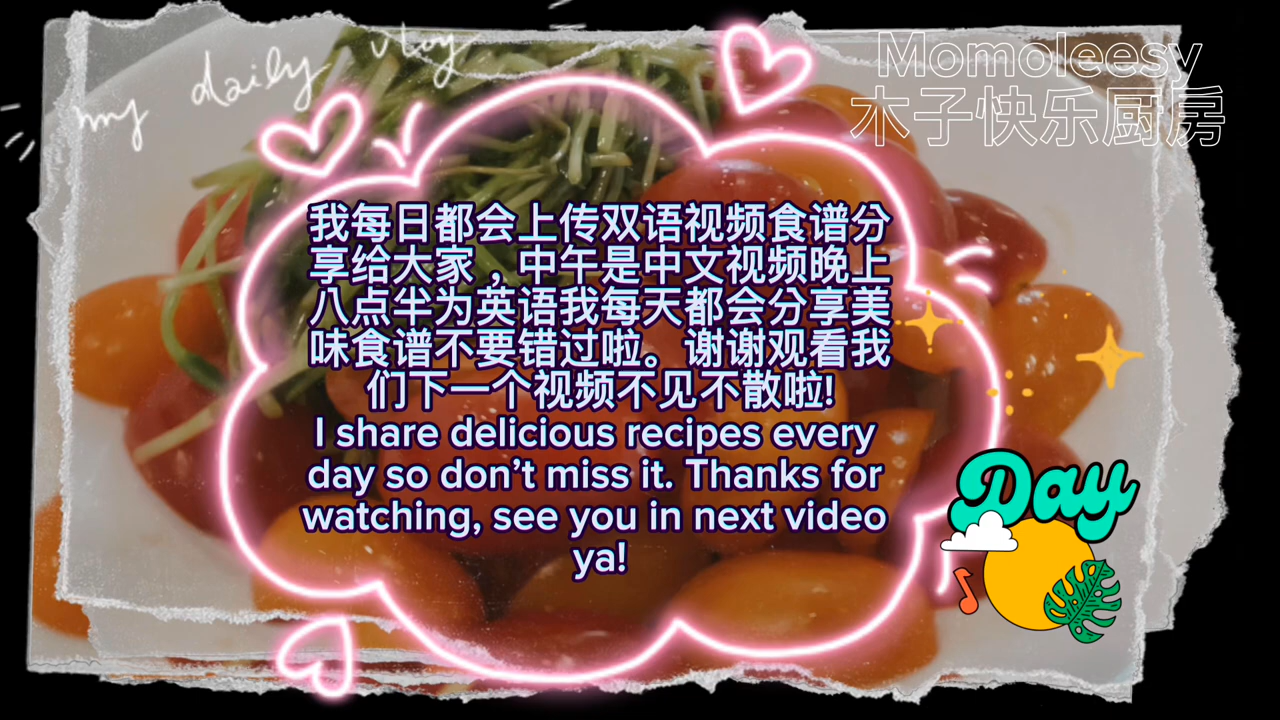 my daily vlog
Momoleesy
木子快乐厨房
我每日都会上传双语视频食谱分
享给大家，中午是中文视频晚上
八点半为英语我每天都会分享美
味食谱不要错过啦。谢谢观看我
们下一个视频不见不散啦!
I share delicious recipes every
day so don’t miss it. Thanks for
watching, see you in next video
ya!
Day